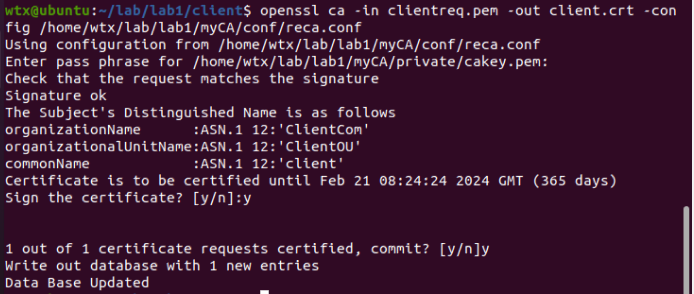 wtx@ubuntu:~/lab/lab1/client$ openssl ca -in clientreq.pem -out client.crt -con
fig /home/wtx/lab/lab1/myCA/conf/reca.conf
Using configuration from /home/wtx/lab/lab1/myCA/conf/reca.conf
Enter pass phrase for /home/wtx/lab/lab1/myCA/private/cakey.pem:
Check that the request matches the signature
Signature ok
The Subject's Distinguished Name is as follows
organizationName      :ASN.1 12:'ClientCom'
organizationalUnitName:ASN.1 12:'ClientOU'
commonName            :ASN.1 12:'client'
Certificate is to be certified until Feb 21 08:24:24 2024 GMT (365 days)
Sign the certificate? [y/n]:y
1 out of 1 certificate requests certified, commit? [y/n]y
Write out database with 1 new entries
Data Base Updated